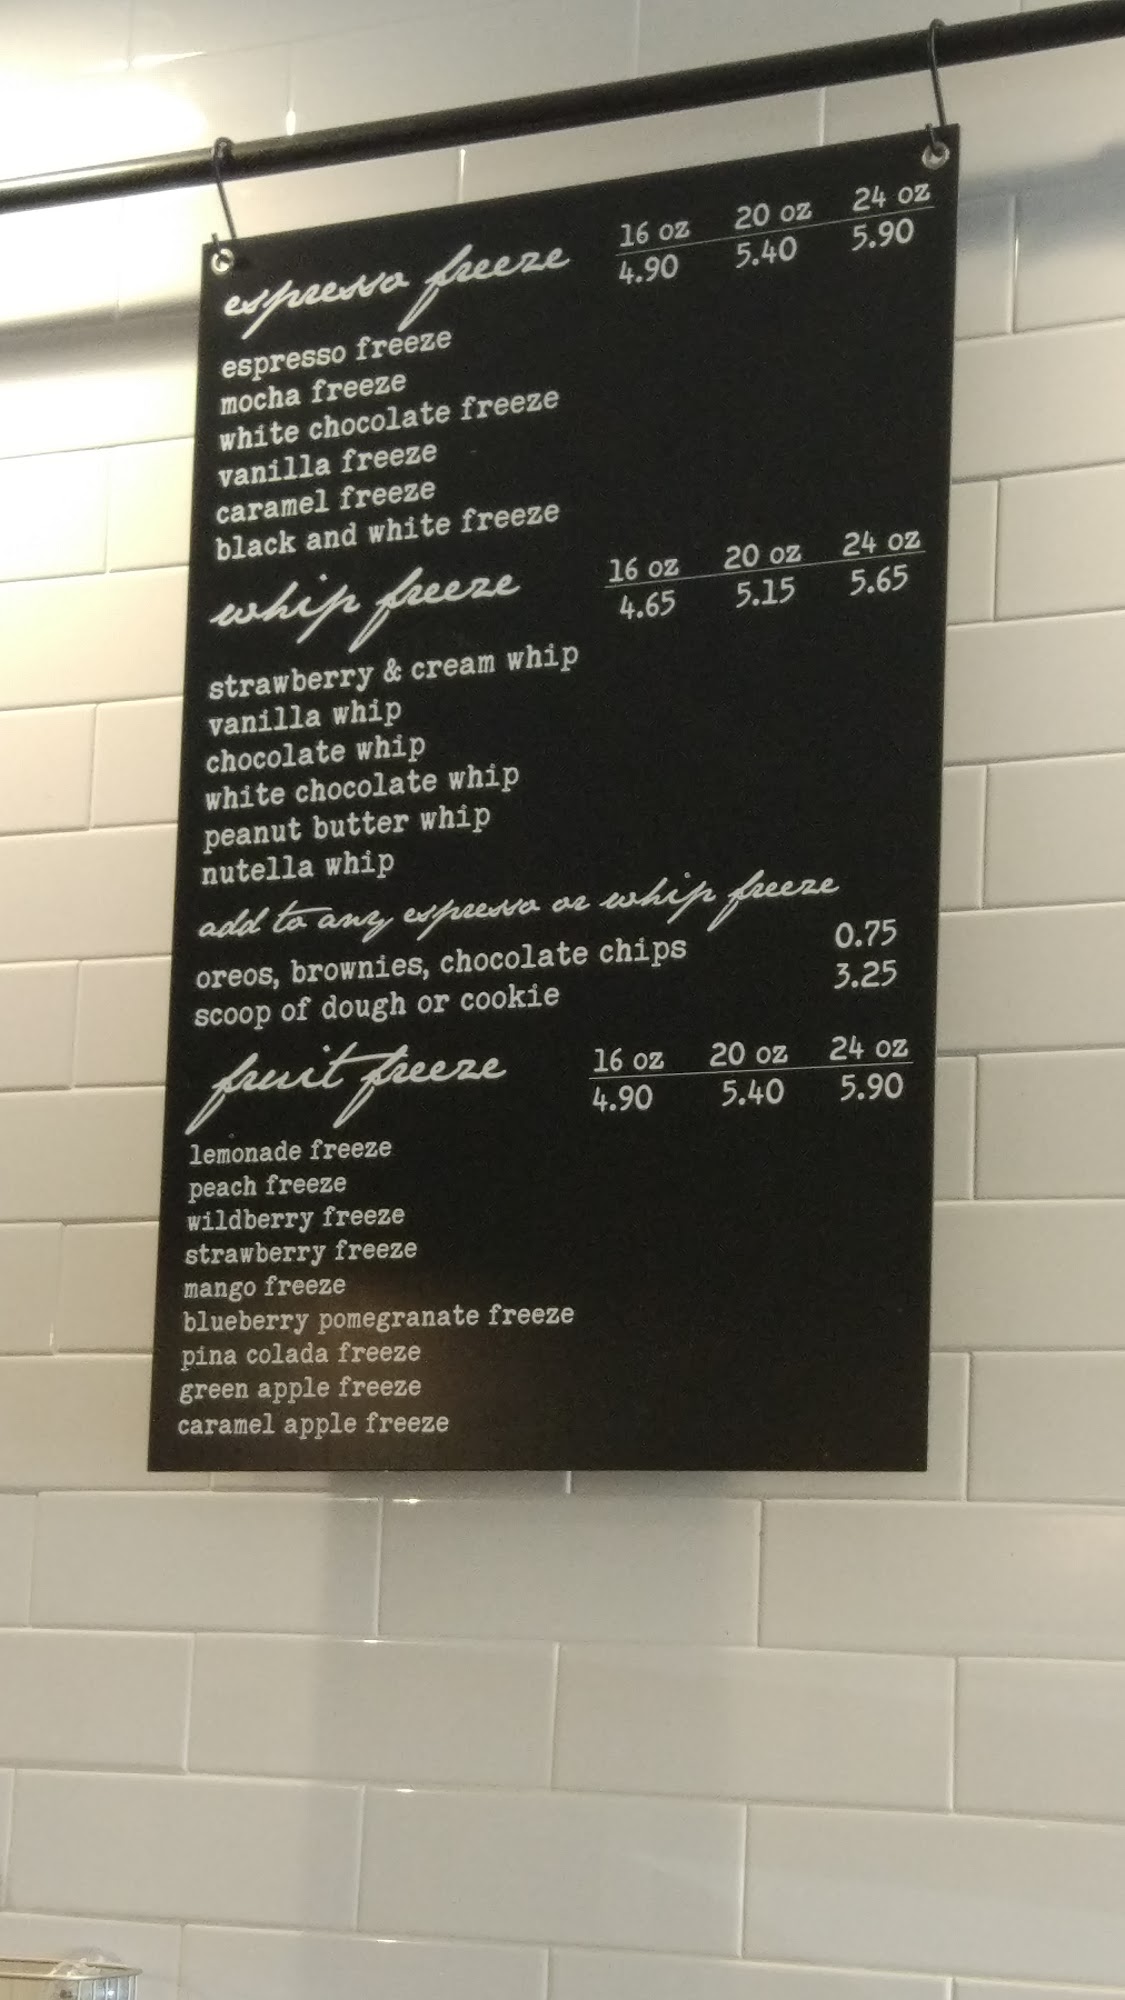 espresso freeze 16 oz 20 oz 24 oz
4.90 5.40 5.90
espresso freeze
mocha freeze
white chocolate freeze
vanilla freeze
caramel freeze
black and white freeze
whip freeze 16 oz 20 oz 24 oz
4.65 5.15 5.65
strawberry & cream whip
vanilla whip
chocolate whip
white chocolate whip
peanut butter whip
nutella whip
add to any espresso or whip freeze
oreos, brownies, chocolate chips 0.75
scoop of dough or cookie 3.25
fruit freeze 16 oz 20 oz 24 oz
4.90 5.40 5.90
lemonade freeze
peach freeze
wildberry freeze
strawberry freeze
mango freeze
blueberry pomegranate freeze
pina colada freeze
green apple freeze
caramel apple freeze